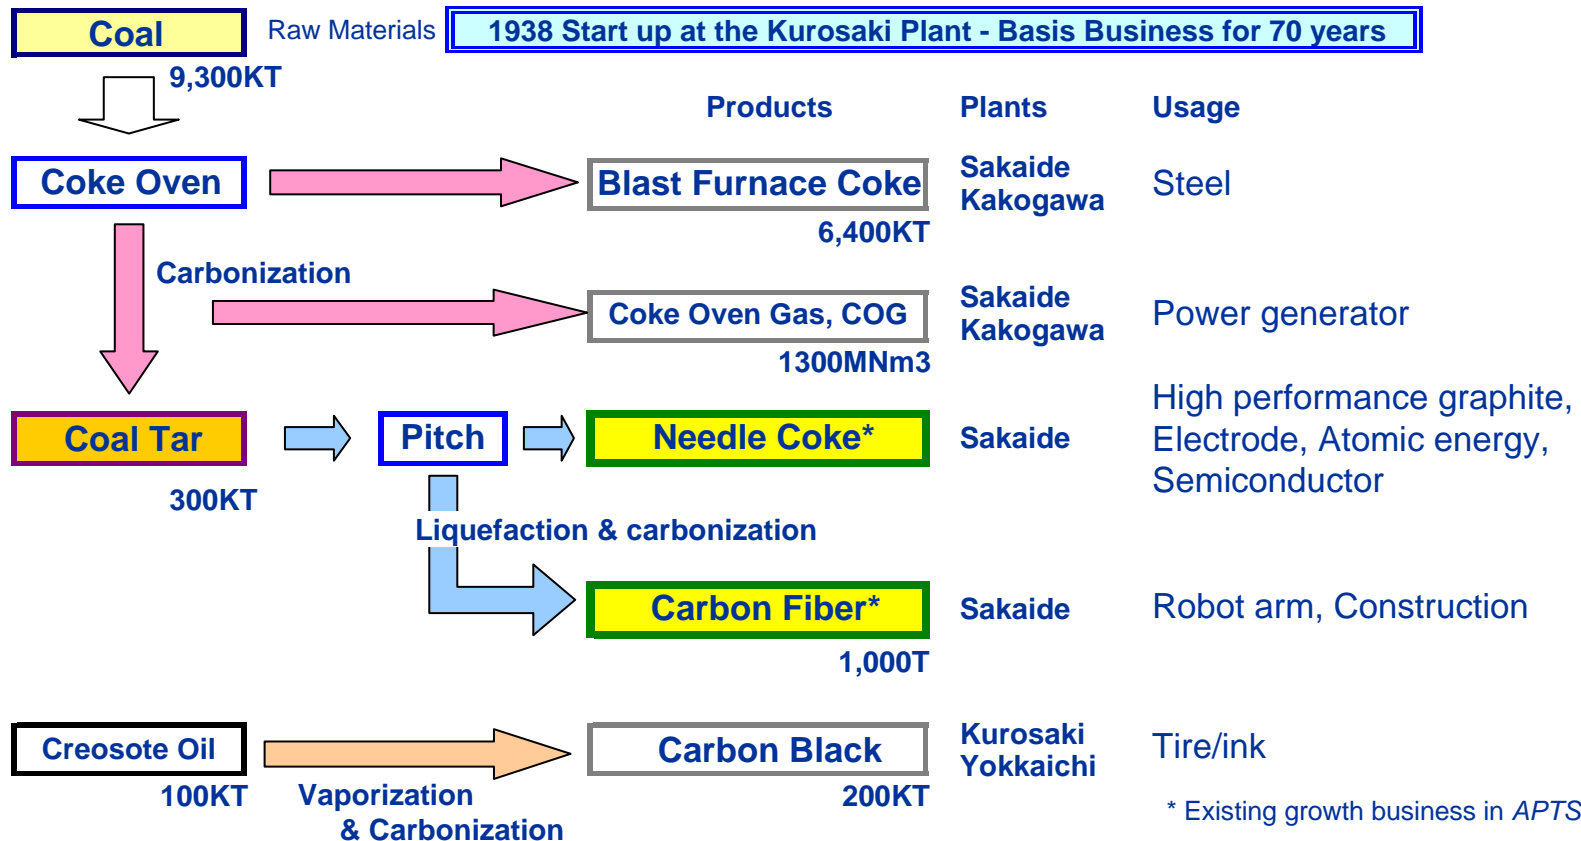 Coal
Raw Materials
1938 Start up at the Kurosaki Plant - Basis Business for 70 years
9,300KT
Products
Plants
Usage
Coke Oven
Blast Furnace Coke
Sakaide
Kakogawa
Steel
6,400KT
Carbonization
Coke Oven Gas, COG
Sakaide
Kakogawa
Power generator
1300MNm3
Coal Tar
Pitch
Needle Coke*
Sakaide
High performance graphite,
Electrode, Atomic energy,
Semiconductor
300KT
Liquefaction & carbonization
Carbon Fiber*
Sakaide
Robot arm, Construction
1,000T
Creosote Oil
Carbon Black
Kurosaki
Yokkaichi
Tire/ink
100KT
Vaporization
& Carbonization
200KT
* Existing growth business in APTS